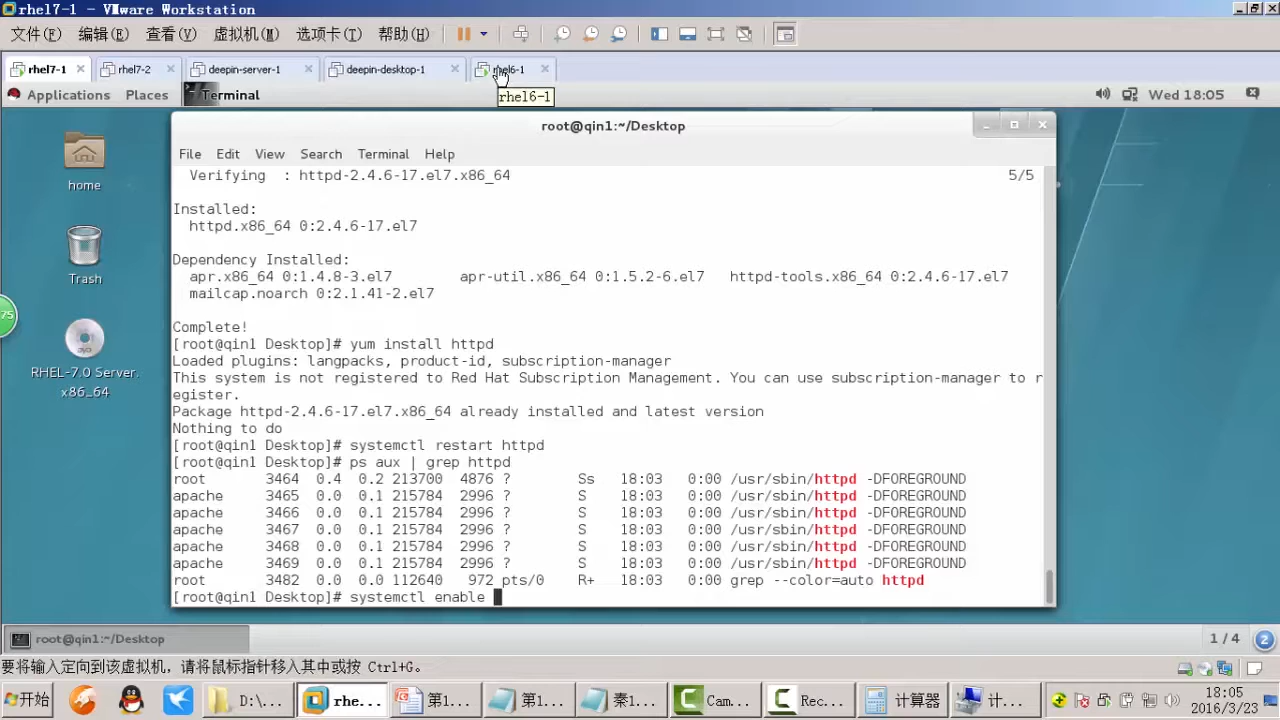 rhel7-1 - VMware Workstation
文件(F) 编辑(E) 查看(V) 虚拟机(M) 选项卡(T) 帮助(H)
rhel7-1 rhel7-2 deepin-server-1 deepin-desktop-1 rhel6-1
rhel6-1
Applications Places Terminal Wed 18:05
root@qin1:~/Desktop
File Edit View Search Terminal Help
home
Trash
75
RHEL-7.0 Server.
x86_64
Verifying : httpd-2.4.6-17.el7.x86_64 5/5
Installed:
httpd.x86_64 0:2.4.6-17.el7
Dependency Installed:
apr.x86_64 0:1.4.8-3.el7 apr-util.x86_64 0:1.5.2-6.el7 httpd-tools.x86_64 0:2.4.6-17.el7
mailcap.noarch 0:2.1.41-2.el7
Complete!
[root@qin1 Desktop]# yum install httpd
Loaded plugins: langpacks, product-id, subscription-manager
This system is not registered to Red Hat Subscription Management. You can use subscription-manager to r
egister.
Package httpd-2.4.6-17.el7.x86_64 already installed and latest version
Nothing to do
[root@qin1 Desktop]# systemctl restart httpd
[root@qin1 Desktop]# ps aux | grep httpd
root 3464 0.4 0.2 213700 4876 ? Ss 18:03 0:00 /usr/sbin/httpd -DFOREGROUND
apache 3465 0.0 0.1 215784 2996 ? S 18:03 0:00 /usr/sbin/httpd -DFOREGROUND
apache 3466 0.0 0.1 215784 2996 ? S 18:03 0:00 /usr/sbin/httpd -DFOREGROUND
apache 3467 0.0 0.1 215784 2996 ? S 18:03 0:00 /usr/sbin/httpd -DFOREGROUND
apache 3468 0.0 0.1 215784 2996 ? S 18:03 0:00 /usr/sbin/httpd -DFOREGROUND
apache 3469 0.0 0.1 215784 2996 ? S 18:03 0:00 /usr/sbin/httpd -DFOREGROUND
root 3482 0.0 0.0 112640 972 pts/0 R+ 18:03 0:00 grep --color=auto httpd
[root@qin1 Desktop]# systemctl enable
root@qin1:~/Desktop 1 / 4 2
要将输入定向到该虚拟机，请将鼠标指针移入其中或按 Ctrl+G。
开始 D:\... rhe... 第1... 第1... 素1... Cam... Rec... 计算器 计... 18:05
2016/3/23